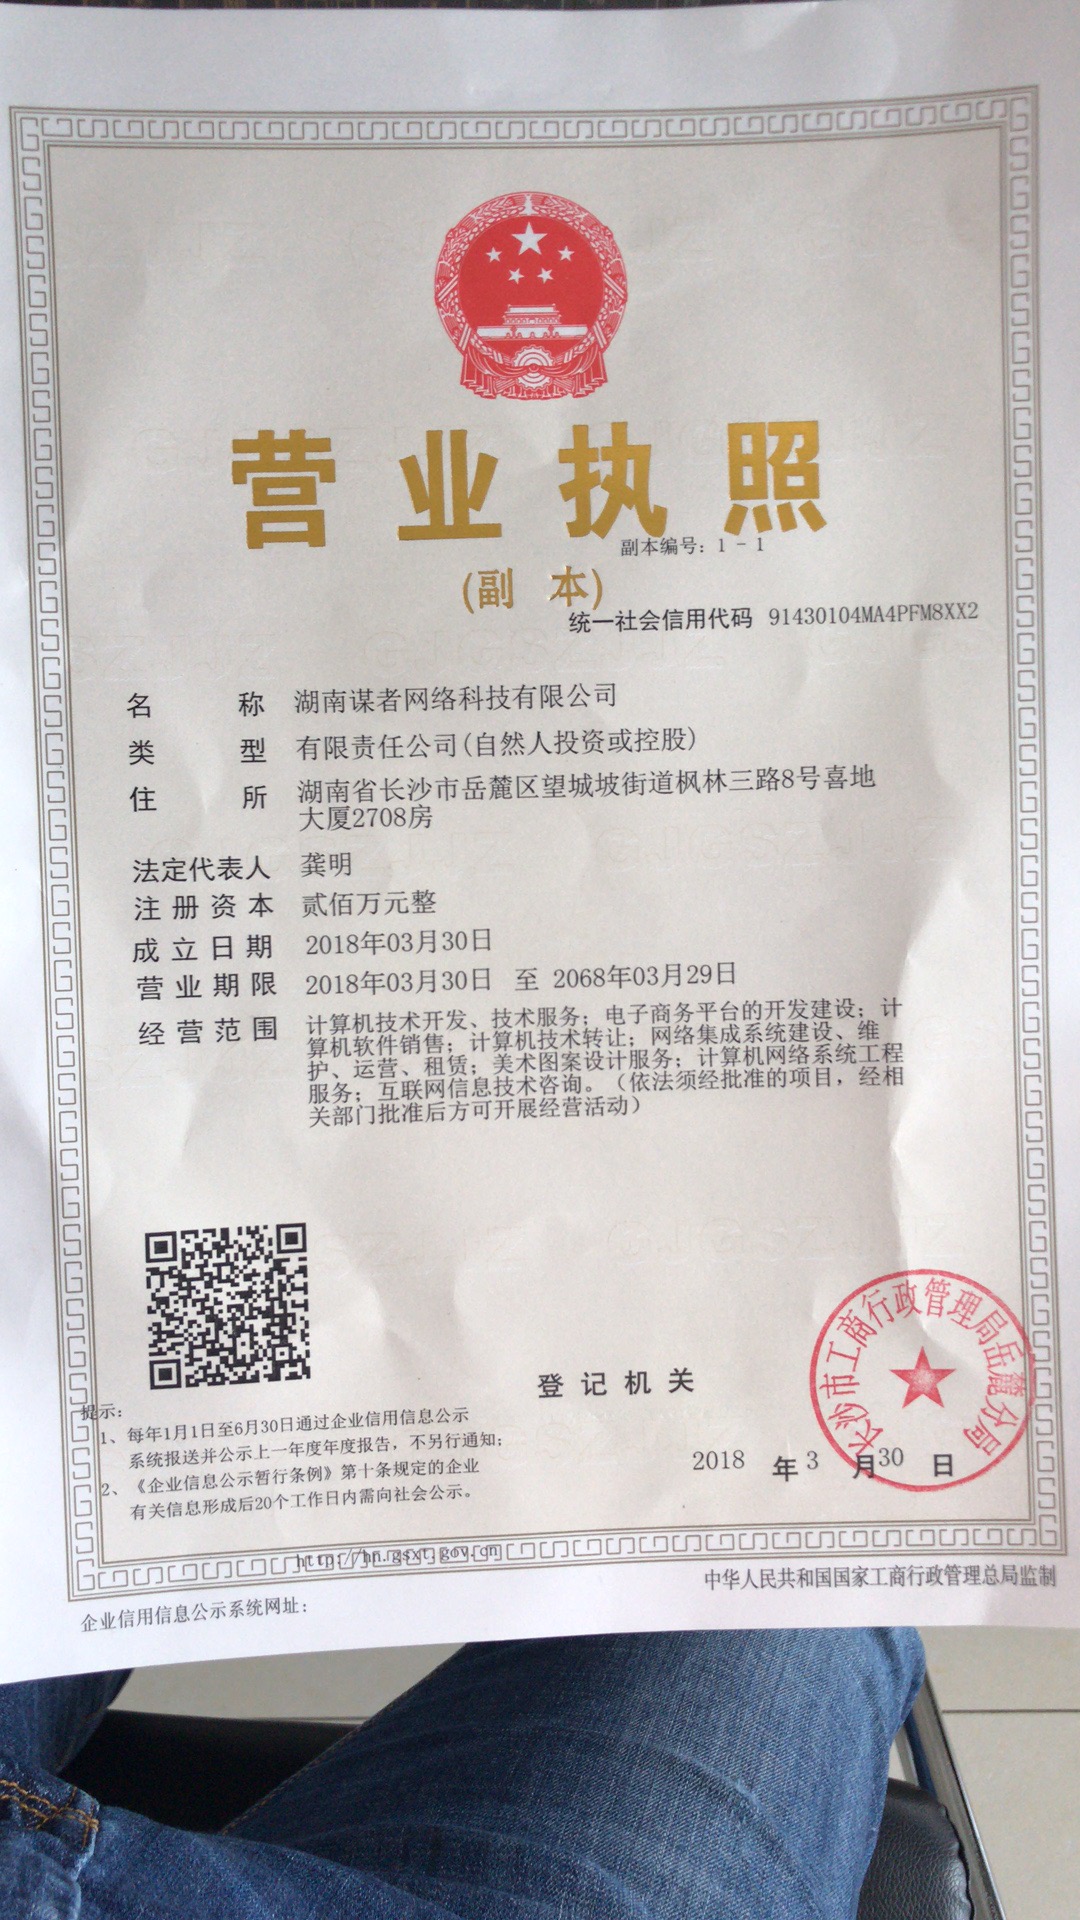 营业执照
副本编号：1-1
(副 本)
统一社会信用代码 91430104MA4PFM8XX2
名称 湖南谋者网络科技有限公司
类型 有限责任公司(自然人投资或控股)
住所 湖南省长沙市岳麓区望城坡街道枫林三路8号喜地
大厦2708房
法定代表人 龚明
注册资本 贰佰万元整
成立日期 2018年03月30日
营业期限 2018年03月30日 至 2068年03月29日
经营范围 计算机技术开发、技术服务；电子商务平台的开发建设；计
算机软件销售；计算机技术转让；网络集成系统建设、维
护、运营、租赁；美术图案设计服务；计算机网络系统工程
服务；互联网信息技术咨询。（依法须经批准的项目，经相
关部门批准后方可开展经营活动）
登记机关
长沙市工商行政管理局岳麓分局
2018 年 3 月 30 日
提示：
1、每年1月1日至6月30日通过企业信用信息公示
系统报送并公示上一年度年度报告，不另行通知；
2、《企业信息公示暂行条例》第十条规定的企业
有关信息形成后20个工作日内需向社会公示。
http://hn.gsxt.gov.cn
企业信用信息公示系统网址：
中华人民共和国国家工商行政管理总局监制